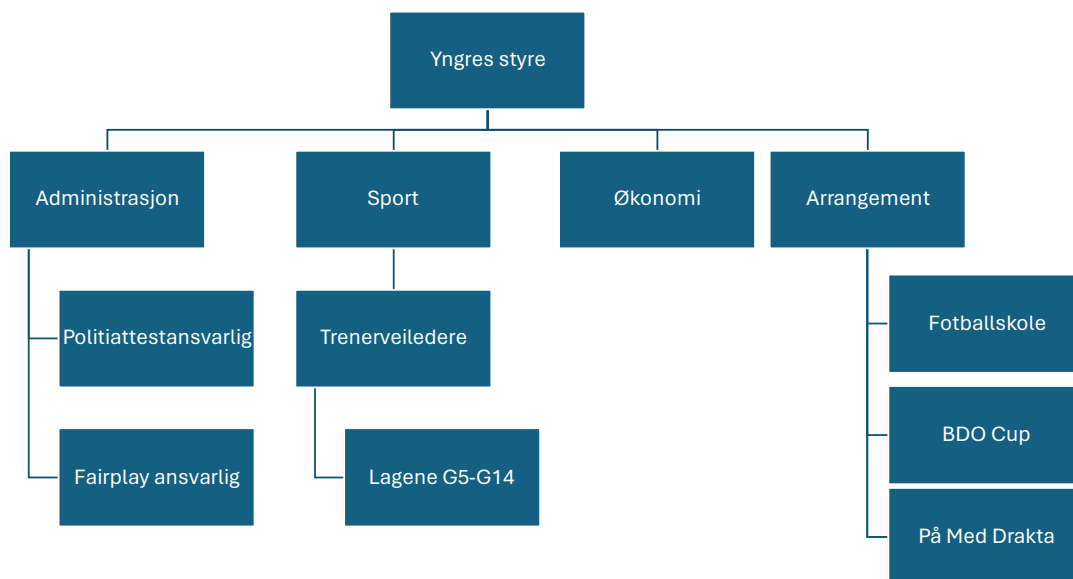 Yngres styre
Administrasjon
Sport
Økonomi
Arrangement
Politiattestansvarlig
Trenerveiledere
Fotballskole
Fairplay ansvarlig
Lagene G5-G14
BDO Cup
På Med Drakta